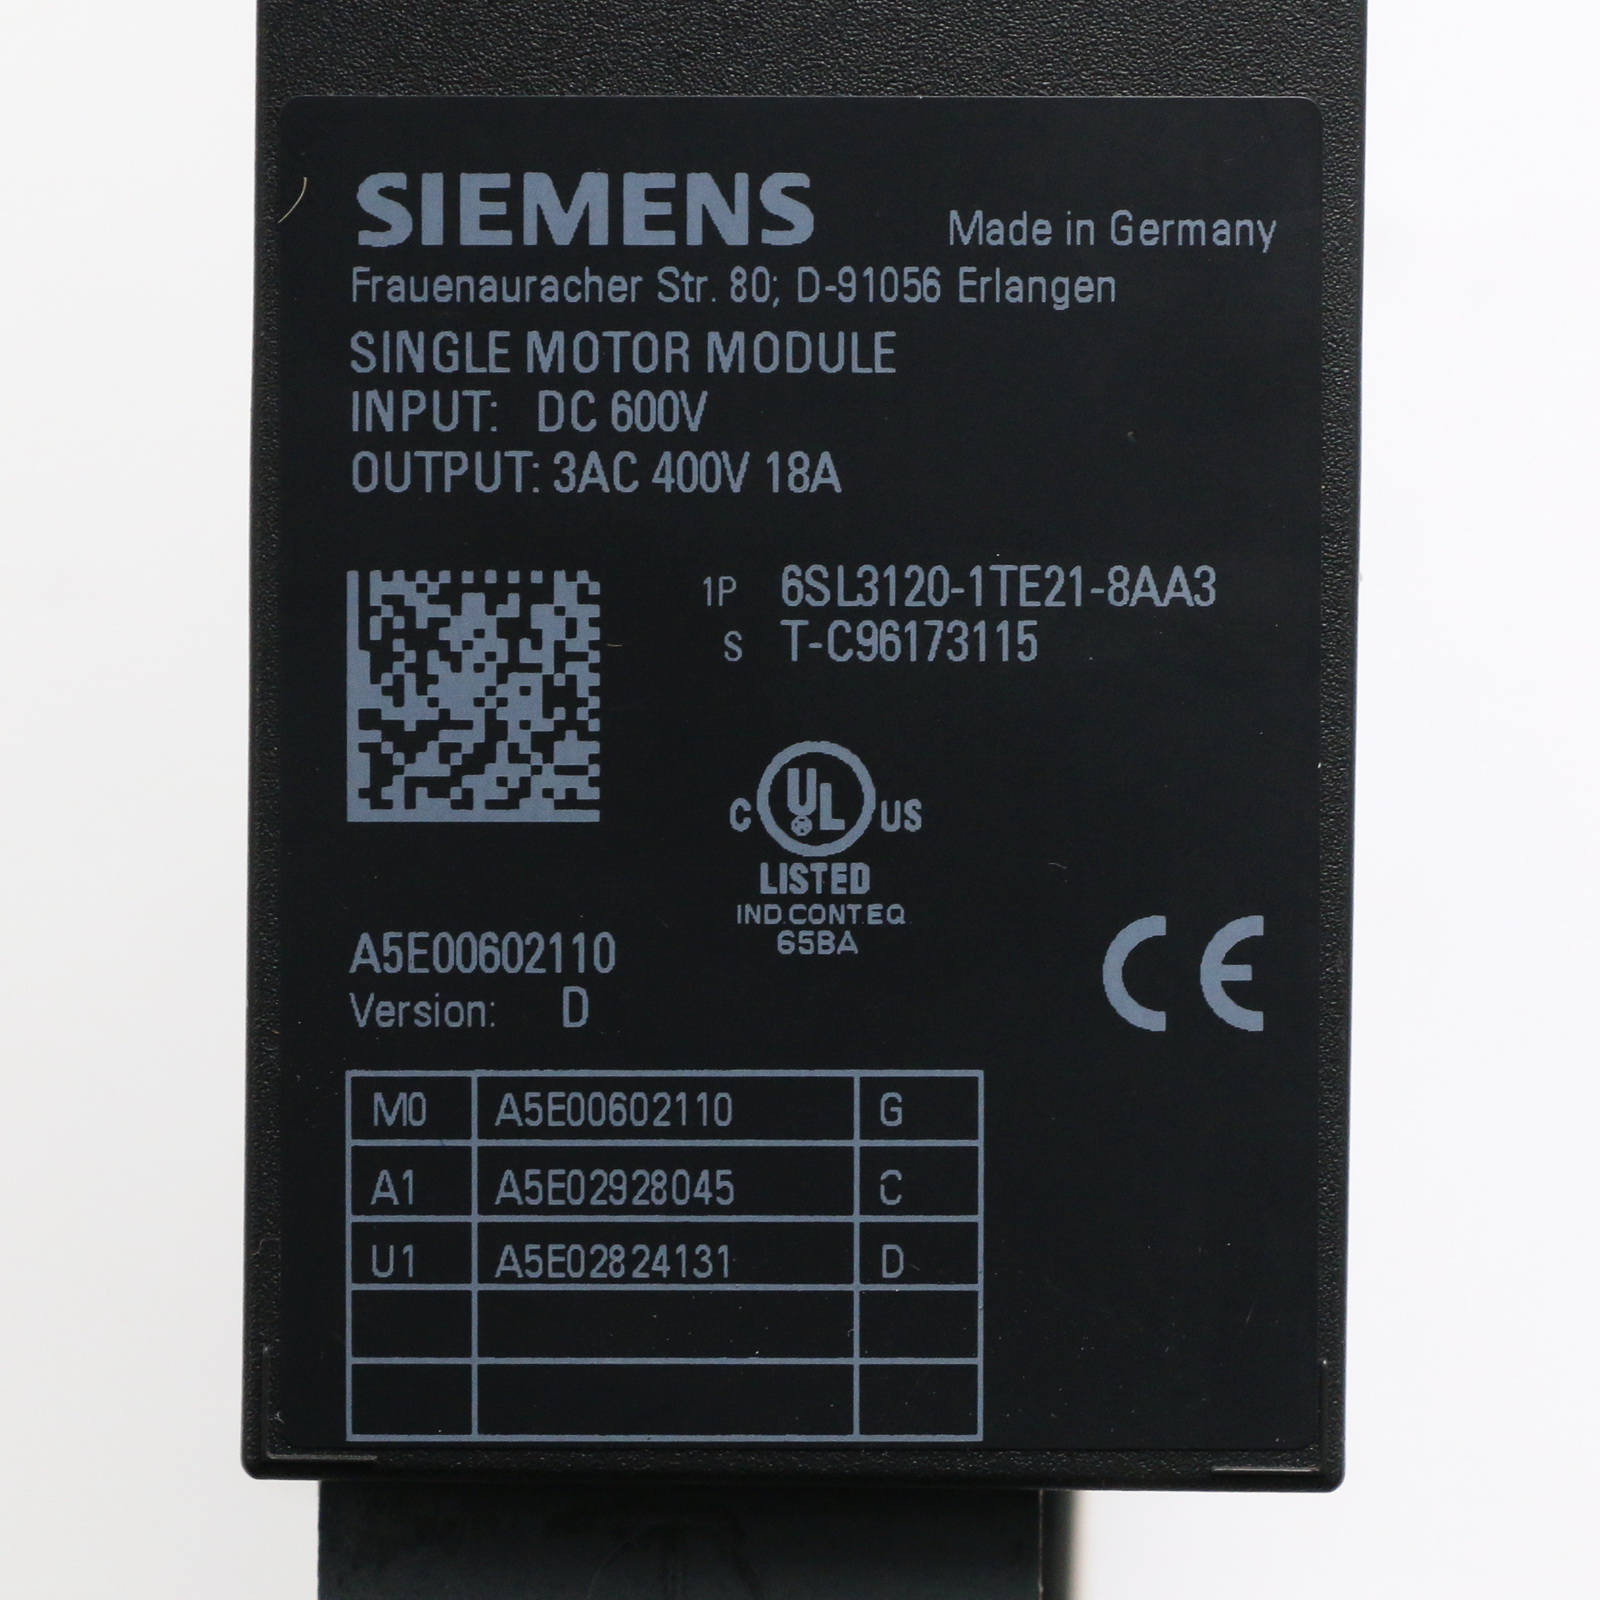 SIEMENS Made in Germany
Frauenauracher Str. 80; D-91056 Erlangen
SINGLE MOTOR MODULE
INPUT: DC 600V
OUTPUT: 3AC 400V 18A
1P 6SL3120-1TE21-8AA3
S T-C96173115
C UL US
LISTED
IND.CONT.EQ
65BA
A5E00602110
Version: D
CE
M0 A5E00602110 G
A1 A5E02928045 C
U1 A5E02824131 D